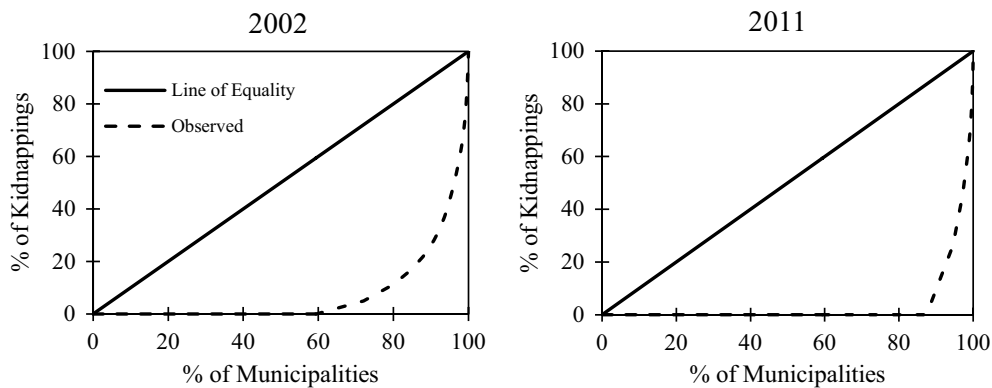 2002
100
80
60
40
20
0
% of Kidnappings
Line of Equality
Observed
0 20 40 60 80 100
% of Municipalities
2011
100
80
60
40
20
0
% of Kidnappings
0 20 40 60 80 100
% of Municipalities